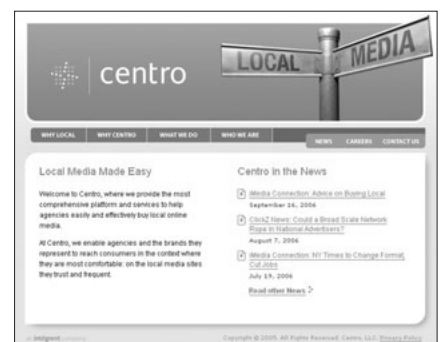 centro
LOCAL MEDIA
WHY LOCAL WHY CENTRO WHAT WE DO WHO WE ARE
NEWS CAREERS CONTACT US
Local Media Made Easy
Welcome to Centro, where we provide the most
comprehensive platform and services to help
agencies easily and effectively buy local online
media.
At Centro, we enable agencies and the brands they
represent to reach consumers in the context where
they are most comfortable: on the local media sites
they trust and frequent.
Centro in the News
iMedia Connection: Advice on Buying Local
September 16, 2006
ClickZ News: Could a Broad Scale Network
Rope In National Advertisers?
August 7, 2006
iMedia Connection: NY Times to Change Format,
Cut Jobs
July 19, 2006
Read other News
Copyright @ 2005. All Rights Reserved. Centro, LLC. Privacy Policy